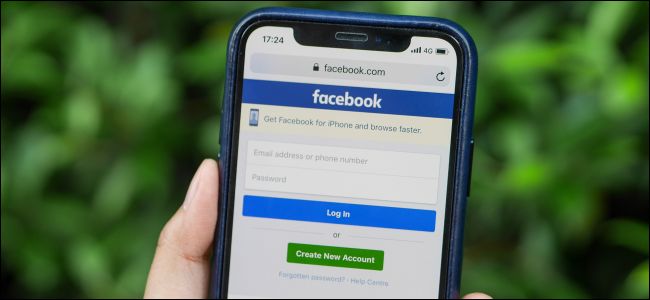 17:24
4G
facebook.com
facebook
Get Facebook for iPhone and browse faster.
Email address or phone number
Password
Log In
or
Create New Account
Forgotten password? · Help Centre